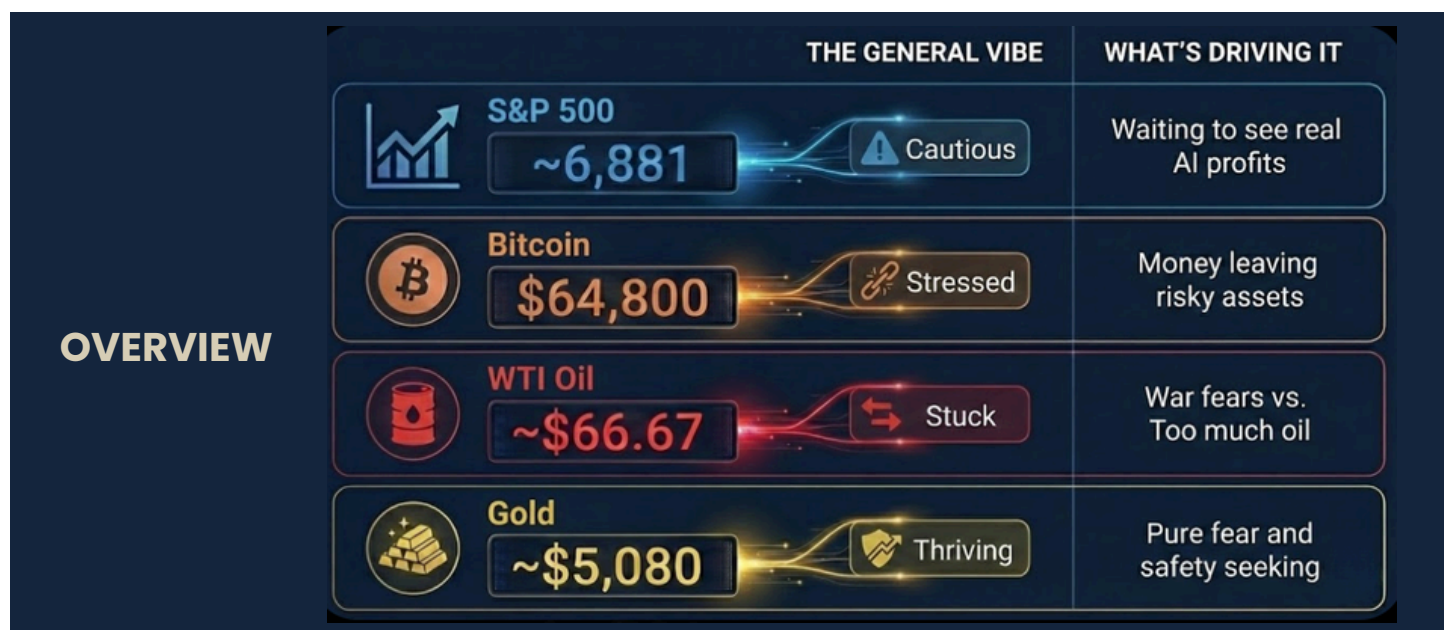 OVERVIEW
THE GENERAL VIBE
WHAT'S DRIVING IT
S&P 500
~6,881
Cautious
Waiting to see real
AI profits
Bitcoin
$64,800
Stressed
Money leaving
risky assets
WTI Oil
~$66.67
Stuck
War fears vs.
Too much oil
Gold
~$5,080
Thriving
Pure fear and
safety seeking